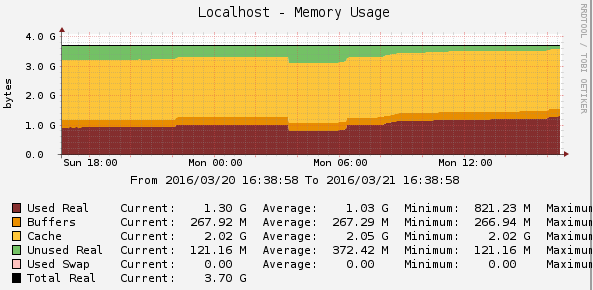 Localhost - Memory Usage
RRDTOOL / TOBI OETIKER
bytes
4.0 G
3.0 G
2.0 G
1.0 G
0.0
Sun 18:00 Mon 00:00 Mon 06:00 Mon 12:00
From 2016/03/20 16:38:58 To 2016/03/21 16:38:58
Used Real Current: 1.30 G Average: 1.03 G Minimum: 821.23 M Maximum
Buffers Current: 267.92 M Average: 267.29 M Minimum: 266.94 M Maximum
Cache Current: 2.02 G Average: 2.05 G Minimum: 2.02 G Maximum
Unused Real Current: 121.16 M Average: 372.42 M Minimum: 121.16 M Maximum
Used Swap Current: 0.00 Average: 0.00 Minimum: 0.00 Maximum
Total Real Current: 3.70 G